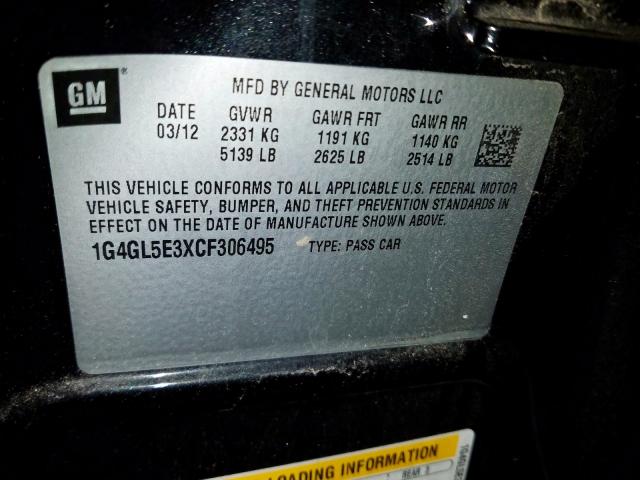 GM
MFD BY GENERAL MOTORS LLC
DATE GVWR GAWR FRT GAWR RR
03/12 2331 KG 1191 KG 1140 KG
5139 LB 2625 LB 2514 LB
THIS VEHICLE CONFORMS TO ALL APPLICABLE U.S. FEDERAL MOTOR
VEHICLE SAFETY, BUMPER, AND THEFT PREVENTION STANDARDS IN
EFFECT ON THE DATE OF MANUFACTURE SHOWN ABOVE.
1G4GL5E3XCF306495 TYPE: PASS CAR
LOADING INFORMATION
REAR